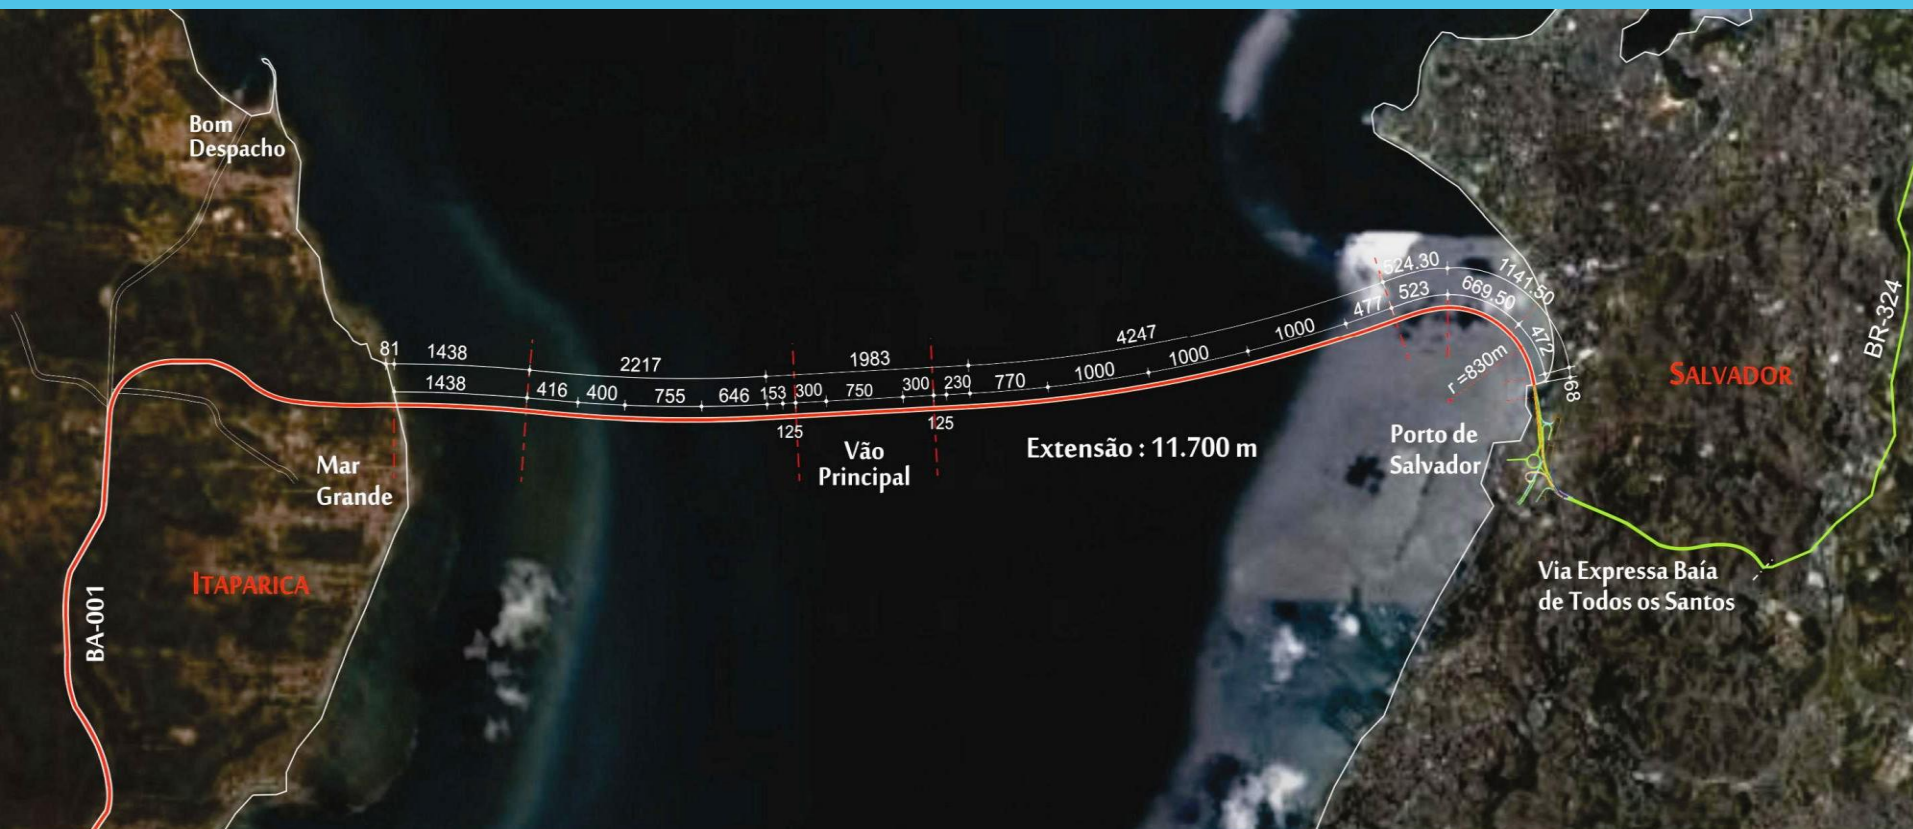 Bom
Despacho
81
1438
2217
1983
4247
524.30
1141.50
1438
416
400
755
646
153
300
750
300
230
770
1000
1000
1000
477
523
669.50
472
168
125
125
r =830m
Vão
Principal
Extensão : 11.700 m
Mar
Grande
Porto de
Salvador
SALVADOR
BR-324
ITAPARICA
BA-001
Via Expressa Baía
de Todos os Santos